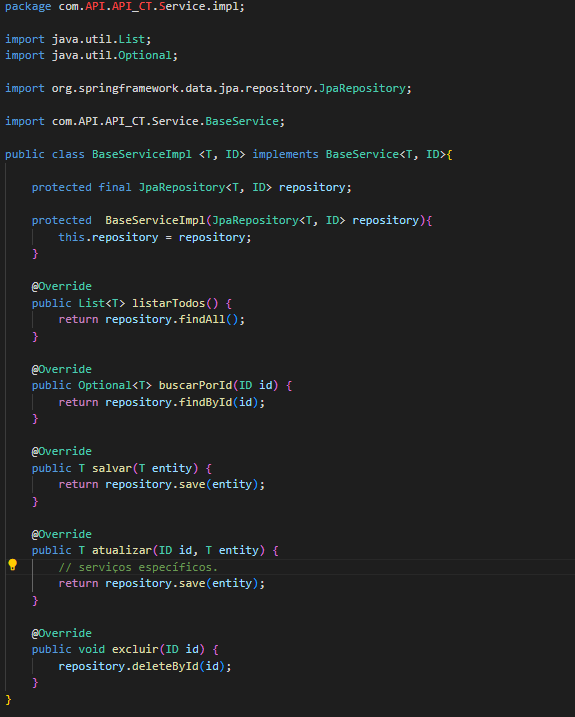 package com.API.API_CT.Service.impl;
import java.util.List;
import java.util.Optional;
import org.springframework.data.jpa.repository.JpaRepository;
import com.API.API_CT.Service.BaseService;
public class BaseServiceImpl <T, ID> implements BaseService<T, ID>{
protected final JpaRepository<T, ID> repository;
protected  BaseServiceImpl(JpaRepository<T, ID> repository){
this.repository = repository;
}
@Override
public List<T> listarTodos() {
return repository.findAll();
}
@Override
public Optional<T> buscarPorId(ID id) {
return repository.findById(id);
}
@Override
public T salvar(T entity) {
return repository.save(entity);
}
@Override
public T atualizar(ID id, T entity) {
// serviços específicos.
return repository.save(entity);
}
@Override
public void excluir(ID id) {
repository.deleteById(id);
}
}